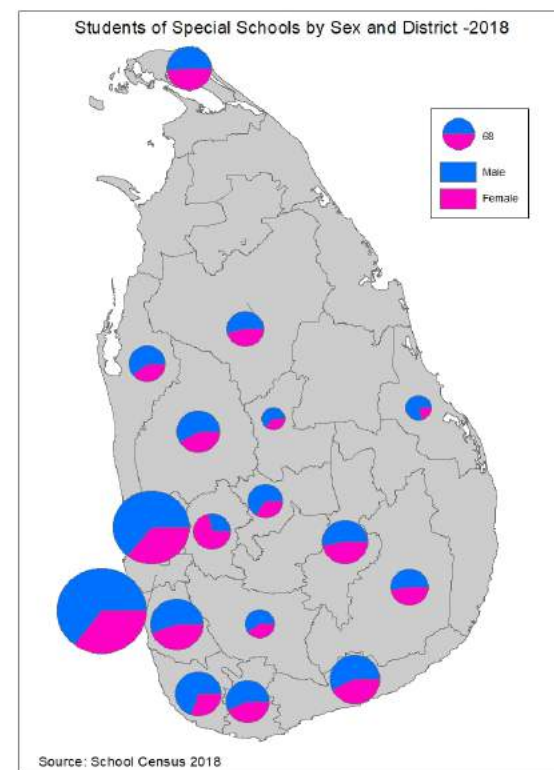 Students of Special Schools by Sex and District -2018
68
Male
Female
Source: School Census 2018